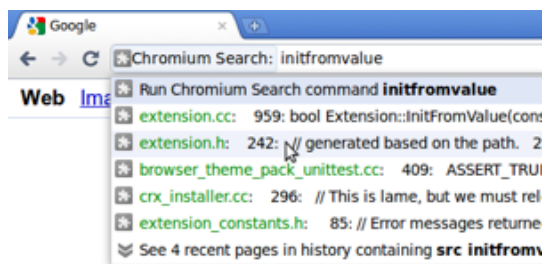 Google
Chromium Search: initfromvalue
Web Ima
Run Chromium Search command initfromvalue
extension.cc: 959: bool Extension::InitFromValue(cons
extension.h: 242: // generated based on the path. 2
browser_theme_pack_unittest.cc: 409: ASSERT_TRUE
crx_installer.cc: 296: // This is lame, but we must rel
extension_constants.h: 85: // Error messages returne
See 4 recent pages in history containing src initfromv